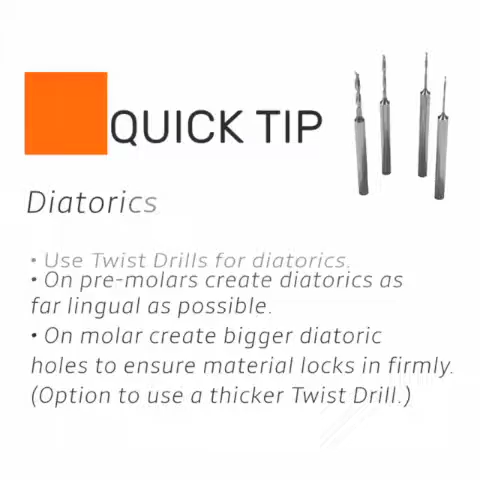 QUICK TIP
Diatorics
• Use Twist Drills for diatorics.
• On pre-molars create diatorics as
far lingual as possible.
• On molar create bigger diatoric
holes to ensure material locks in firmly.
(Option to use a thicker Twist Drill.)